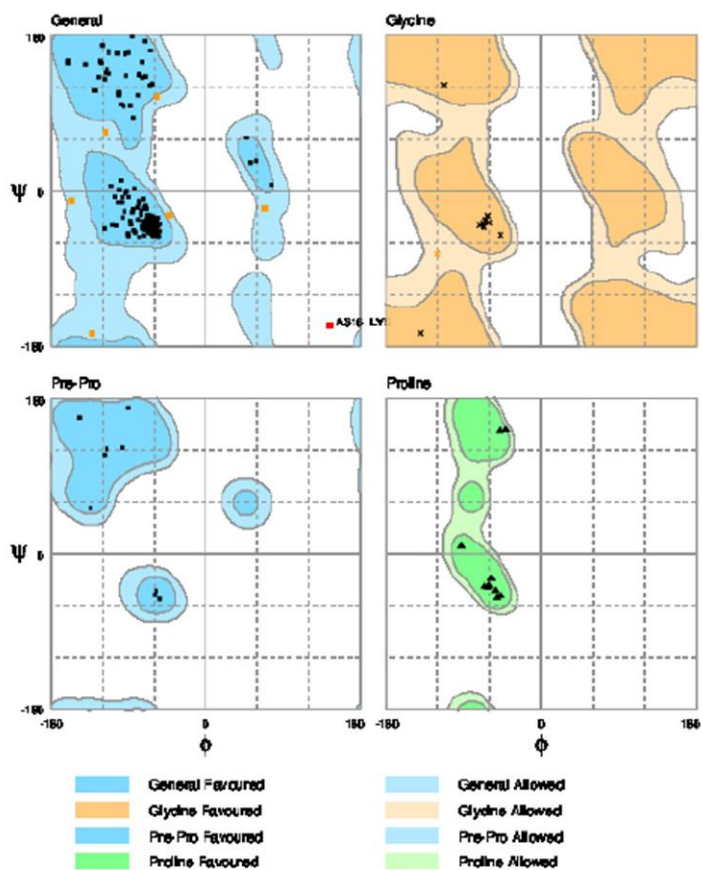 General Glycine
180
Ψ 0
-180
Pre-Pro Proline
180
Ψ 0
-180
-180 0 180 -180 0 180
Φ Φ
General Favoured General Allowed
Glycine Favoured Glycine Allowed
Pre-Pro Favoured Pre-Pro Allowed
Proline Favoured Proline Allowed